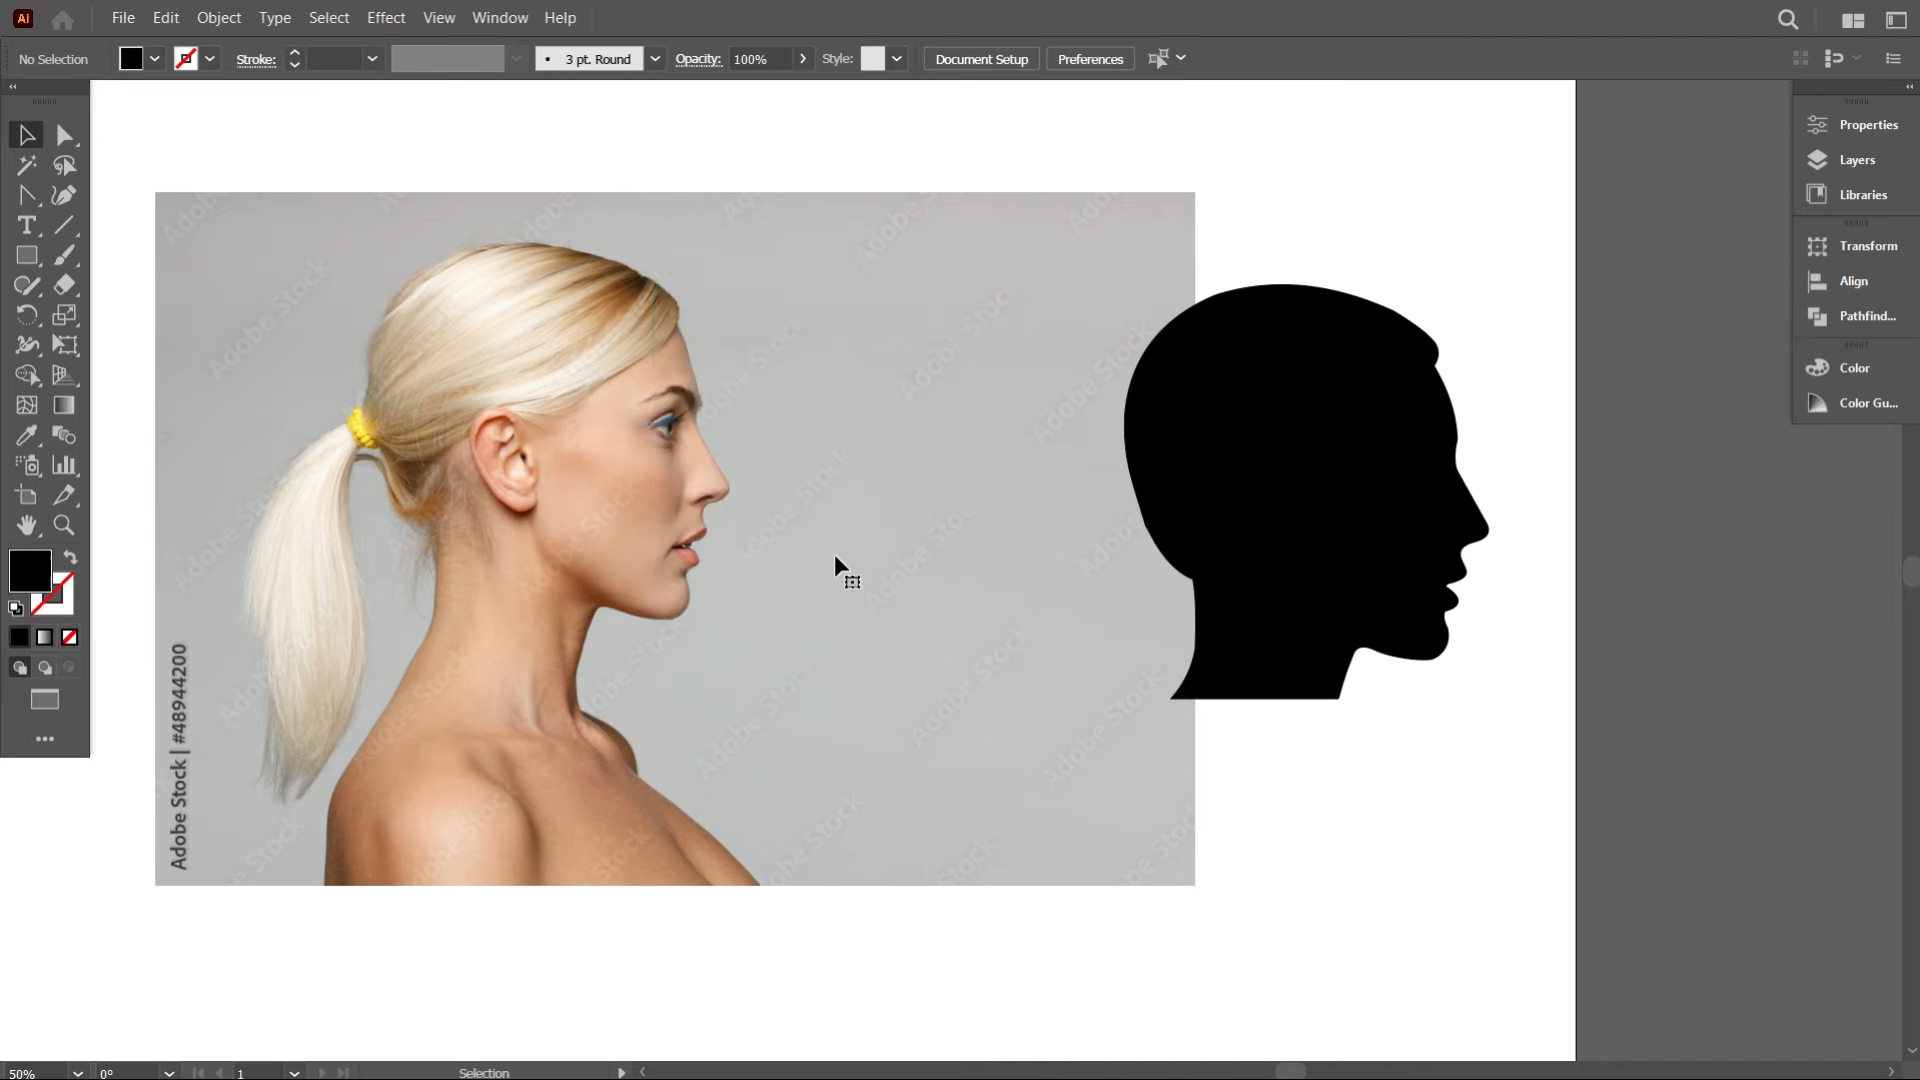 Ai File Edit Object Type Select Effect View Window Help
No Selection Stroke: 3 pt. Round Opacity: 100% Style: Document Setup Preferences
Properties
Layers
Libraries
Transform
Align
Pathfind...
Color
Color Gu...
Adobe Stock
Adobe Stock | #48944200
50% 0° 1 Selection